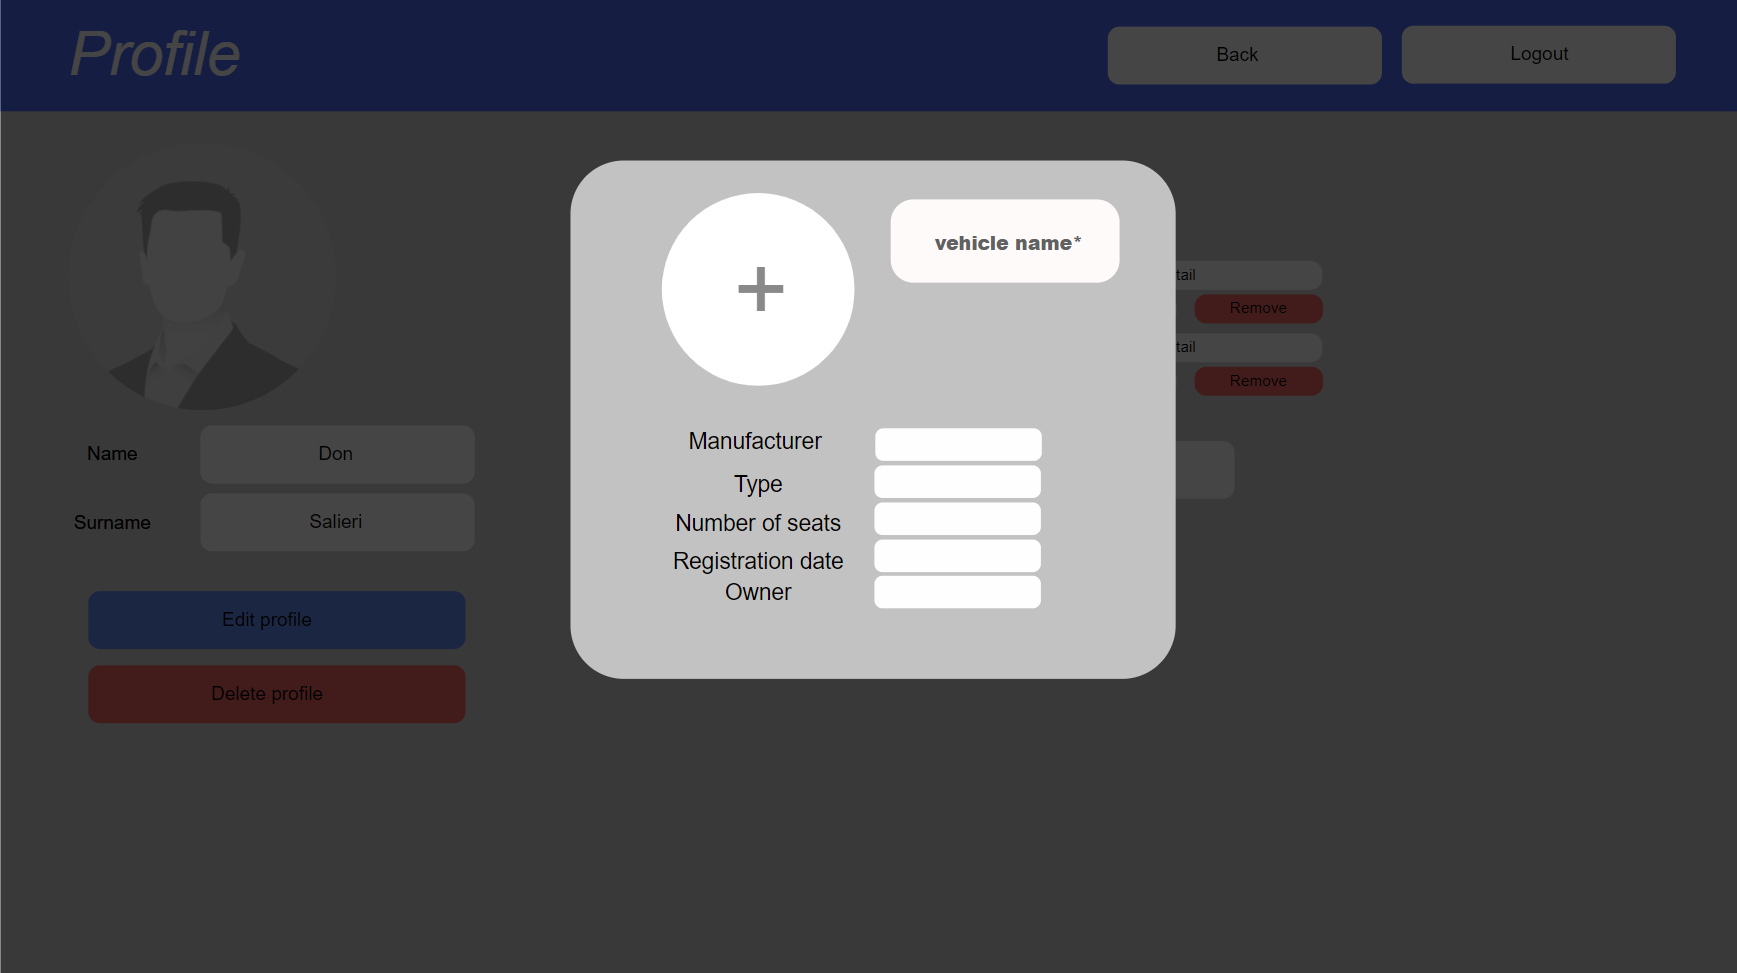 Profile
Back
Logout
vehicle name*
tail
Remove
tail
Remove
Manufacturer
Type
Number of seats
Registration date
Owner
Name
Don
Surname
Salieri
Edit profile
Delete profile